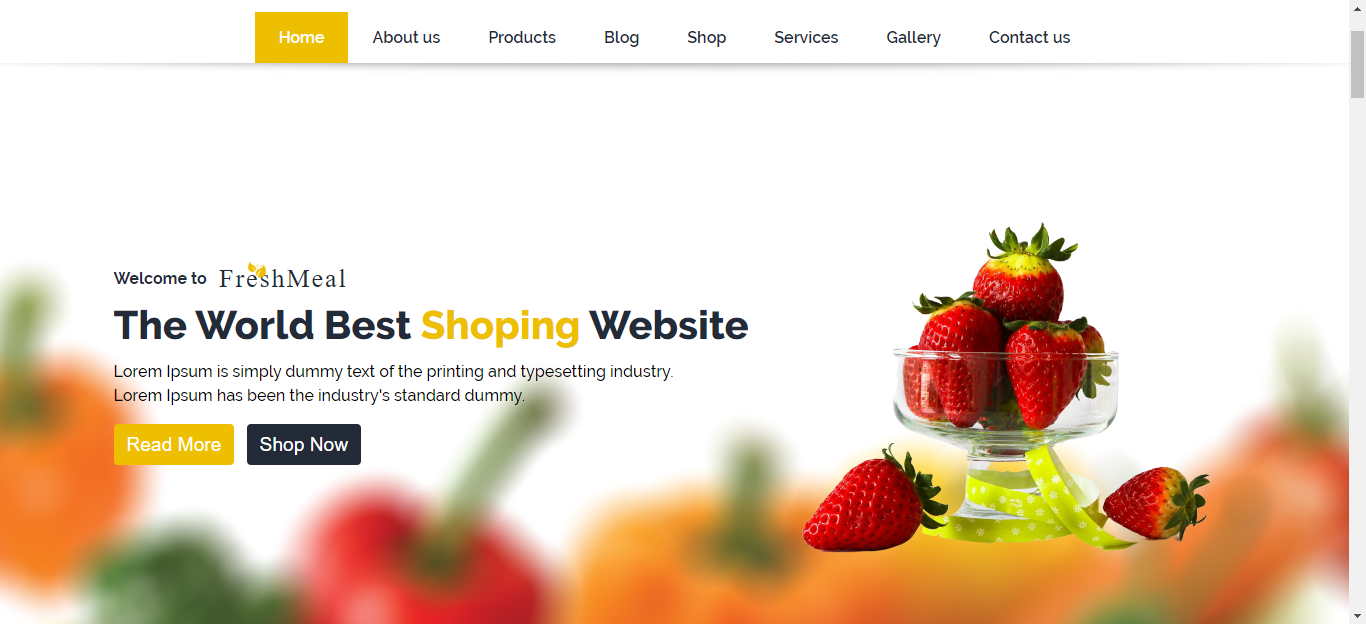 Home About us Products Blog Shop Services Gallery Contact us
Welcome to FreshMeal
The World Best Shoping Website
Lorem Ipsum is simply dummy text of the printing and typesetting industry.
Lorem Ipsum has been the industry's standard dummy.
Read More Shop Now